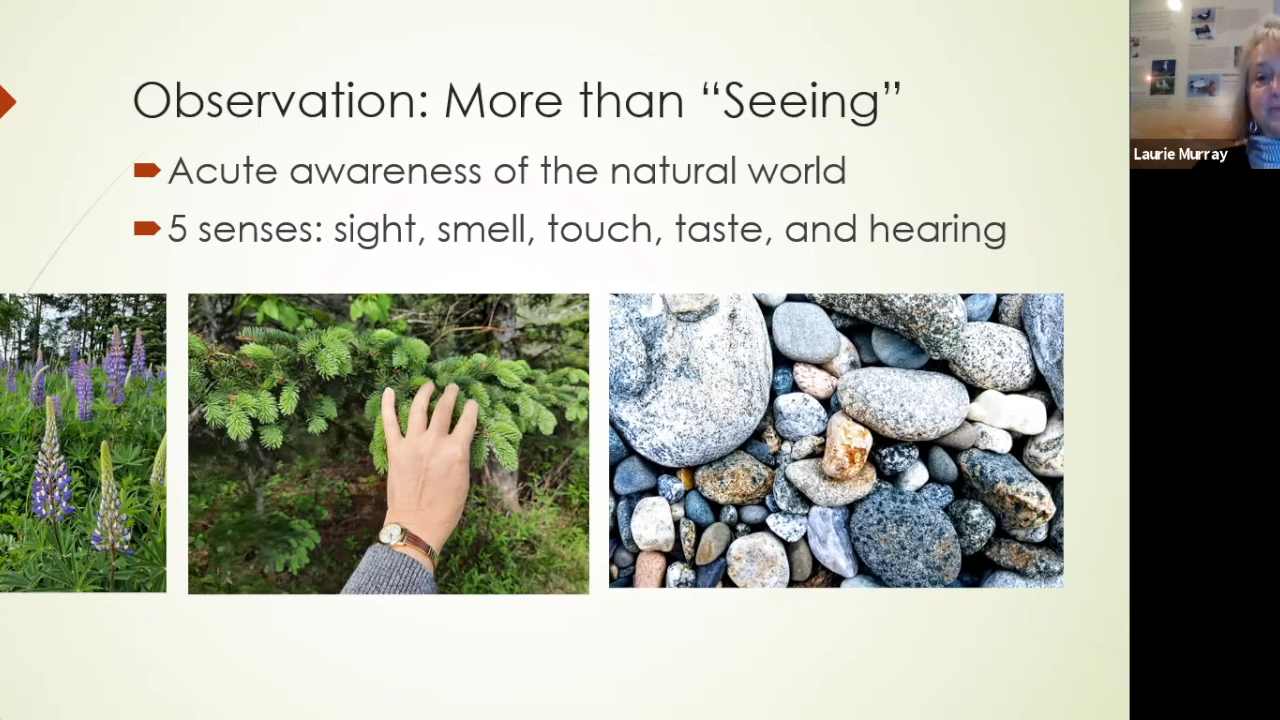 Observation: More than “Seeing”
Acute awareness of the natural world
5 senses: sight, smell, touch, taste, and hearing
Laurie Murray